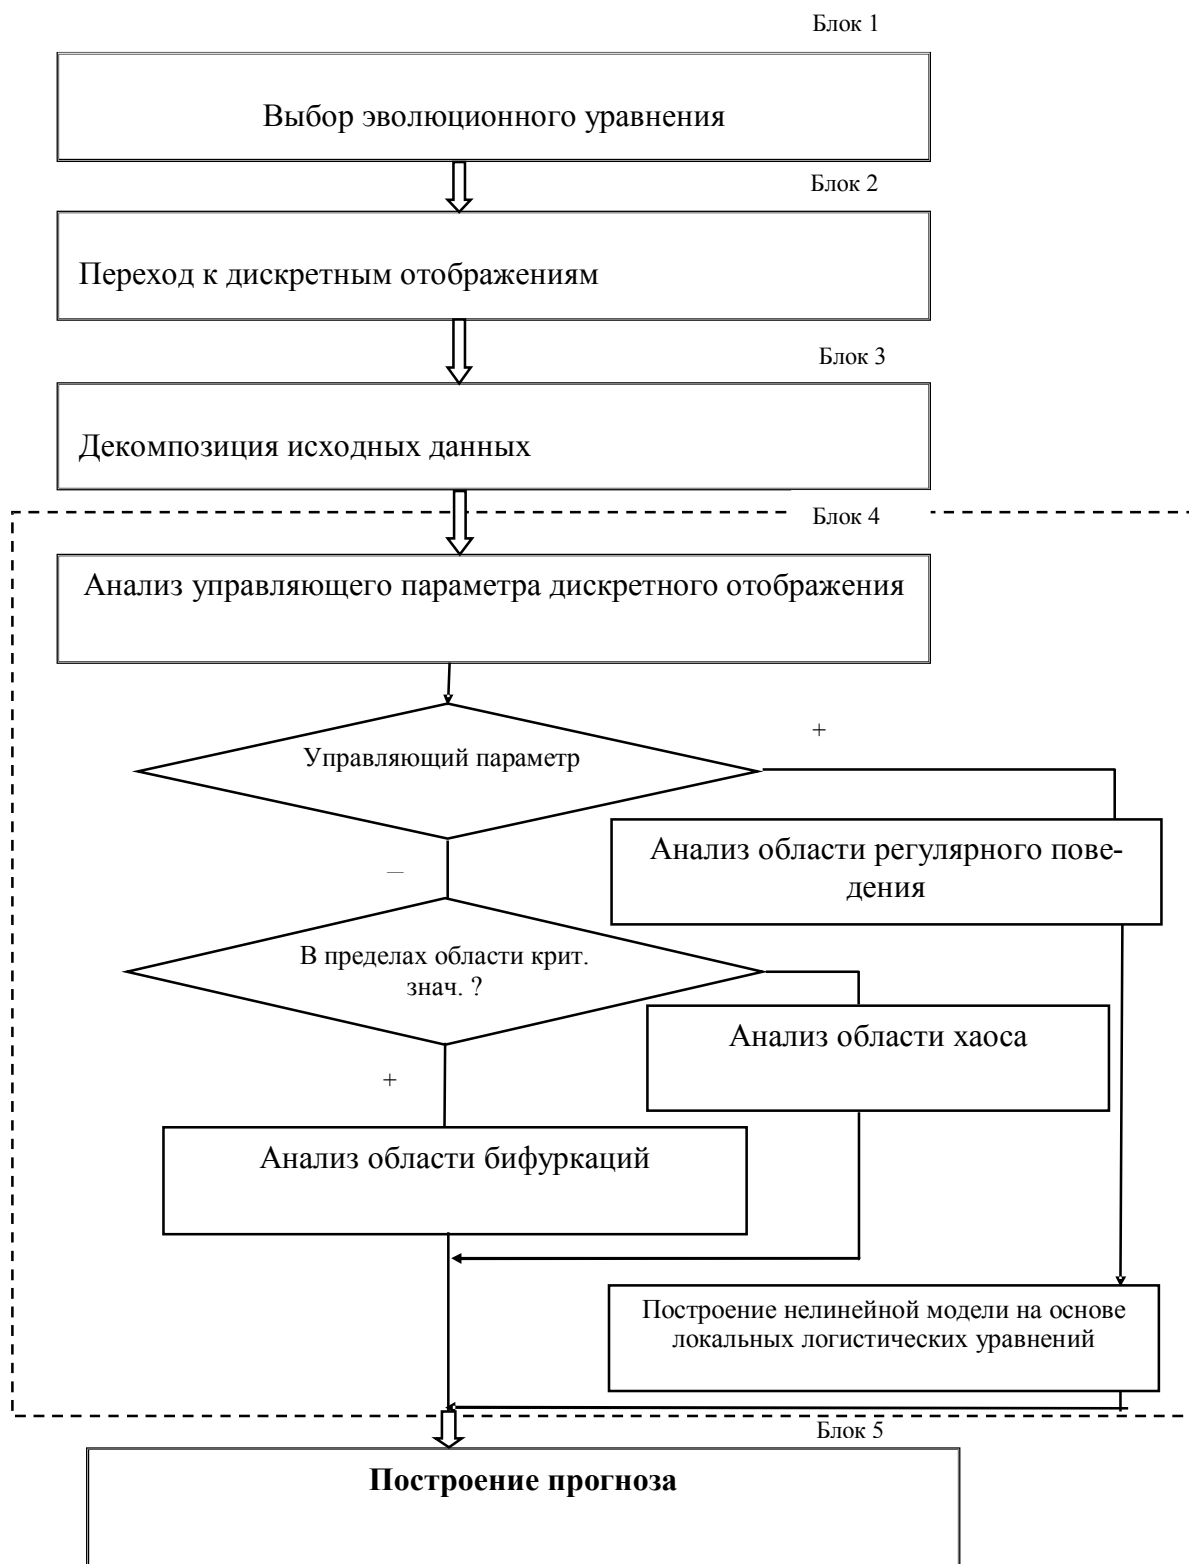 Блок 1
Выбор эволюционного уравнения
Блок 2
Переход к дискретным отображениям
Блок 3
Декомпозиция исходных данных
Блок 4
Анализ управляющего параметра дискретного отображения
+
Управляющий параметр
Анализ области регулярного пове-
дения
–
В пределах области крит.
знач. ?
Анализ области хаоса
+
Анализ области бифуркаций
Построение нелинейной модели на основе
локальных логистических уравнений
Блок 5
Построение прогноза